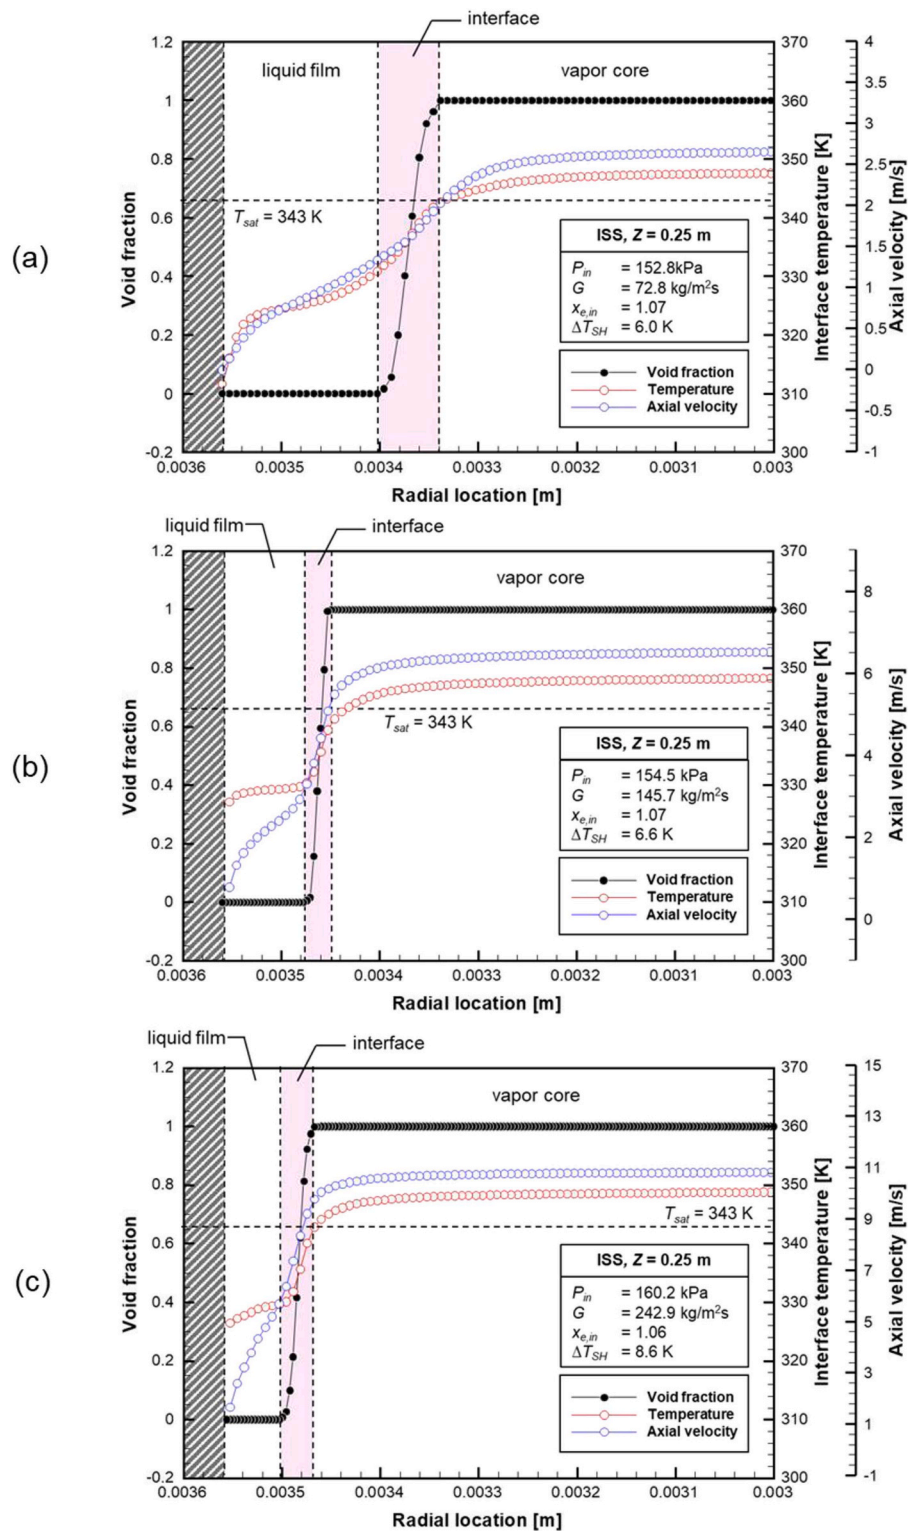 interface
(a)
1.2
1
0.8
0.6
0.4
0.2
0
-0.2
Void fraction
liquid film
vapor core
T_sat = 343 K
ISS, Z = 0.25 m
P_in = 152.8kPa
G = 72.8 kg/m²s
x_e,in = 1.07
ΔT_SH = 6.0 K
Void fraction
Temperature
Axial velocity
370
360
350
340
330
320
310
300
Interface temperature [K]
4
3.5
3
2.5
2
1.5
1
0.5
0
-0.5
-1
Axial velocity [m/s]
0.0036
0.0035
0.0034
0.0033
0.0032
0.0031
0.003
Radial location [m]
liquid film
interface
(b)
1.2
1
0.8
0.6
0.4
0.2
0
-0.2
Void fraction
vapor core
T_sat = 343 K
ISS, Z = 0.25 m
P_in = 154.5 kPa
G = 145.7 kg/m²s
x_e,in = 1.07
ΔT_SH = 6.6 K
Void fraction
Temperature
Axial velocity
370
360
350
340
330
320
310
300
Interface temperature [K]
8
6
4
2
0
Axial velocity [m/s]
0.0036
0.0035
0.0034
0.0033
0.0032
0.0031
0.003
Radial location [m]
liquid film
interface
(c)
1.2
1
0.8
0.6
0.4
0.2
0
-0.2
Void fraction
vapor core
T_sat = 343 K
ISS, Z = 0.25 m
P_in = 160.2 kPa
G = 242.9 kg/m²s
x_e,in = 1.06
ΔT_SH = 8.6 K
Void fraction
Temperature
Axial velocity
370
360
350
340
330
320
310
300
Interface temperature [K]
15
13
11
9
7
5
3
1
-1
Axial velocity [m/s]
0.0036
0.0035
0.0034
0.0033
0.0032
0.0031
0.003
Radial location [m]